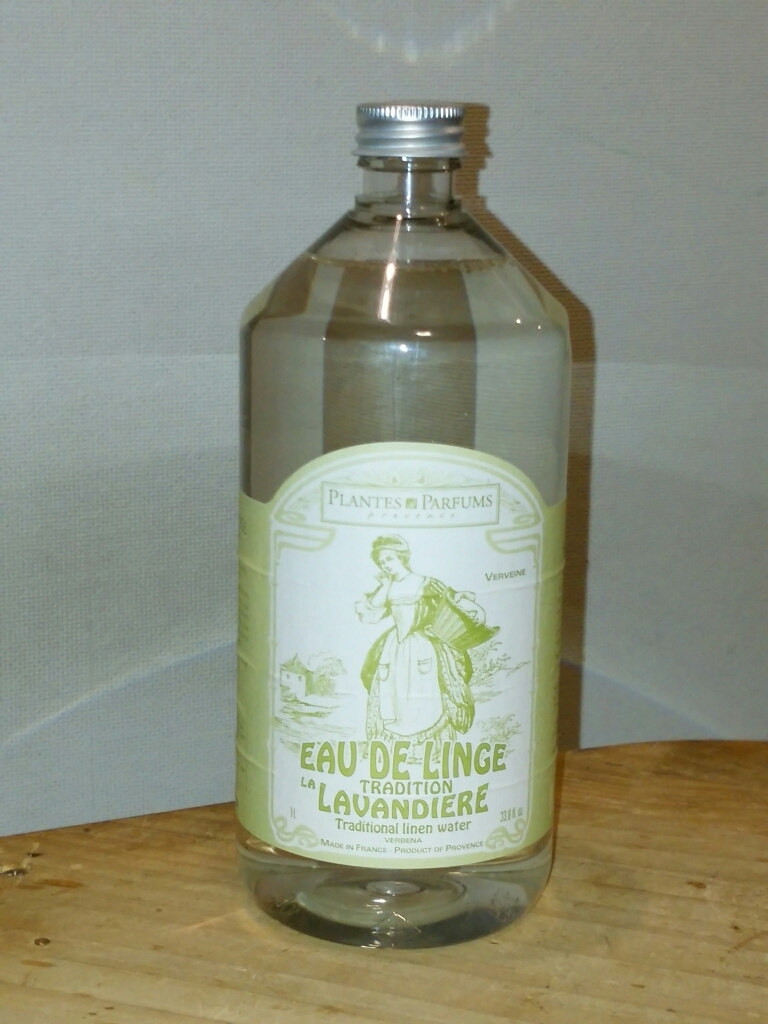 PLANTES PARFUMS
provence
VERVEINE
EAU DE LINGE
TRADITION
LA LAVANDIERE
1L
33.8 fl. oz.
Traditional linen water
VERBENA
MADE IN FRANCE - PRODUCT OF PROVENCE